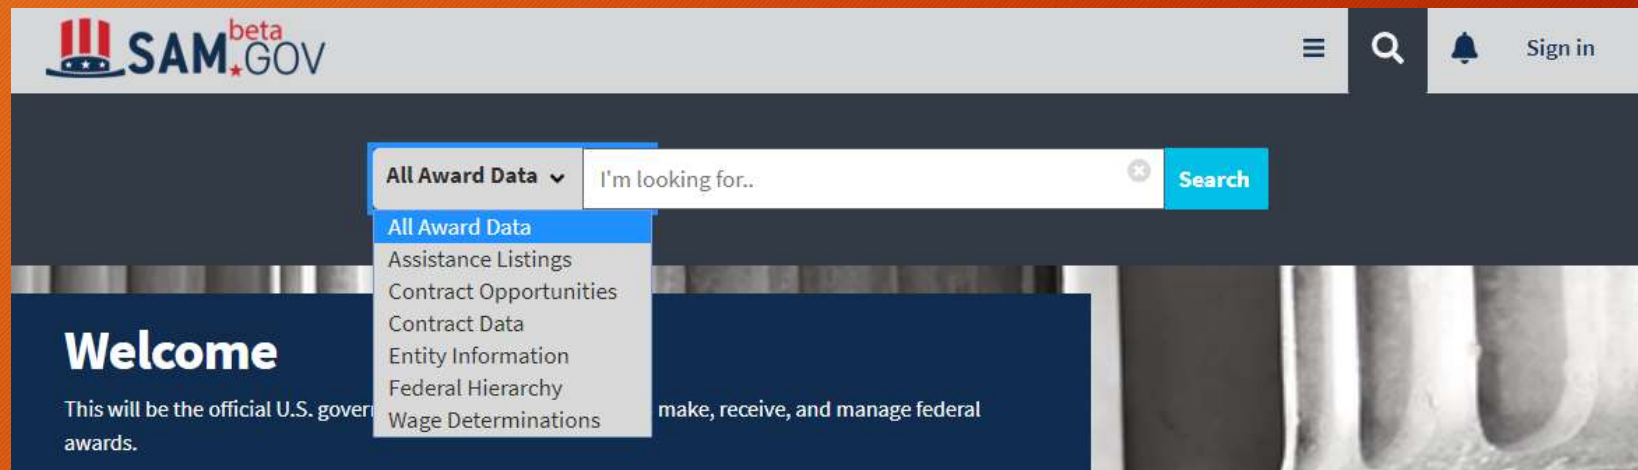 SAM beta .GOV
Sign in
All Award Data
I'm looking for..
Search
All Award Data
Assistance Listings
Contract Opportunities
Contract Data
Entity Information
Federal Hierarchy
Wage Determinations
Welcome
This will be the official U.S. gover make, receive, and manage federal
awards.